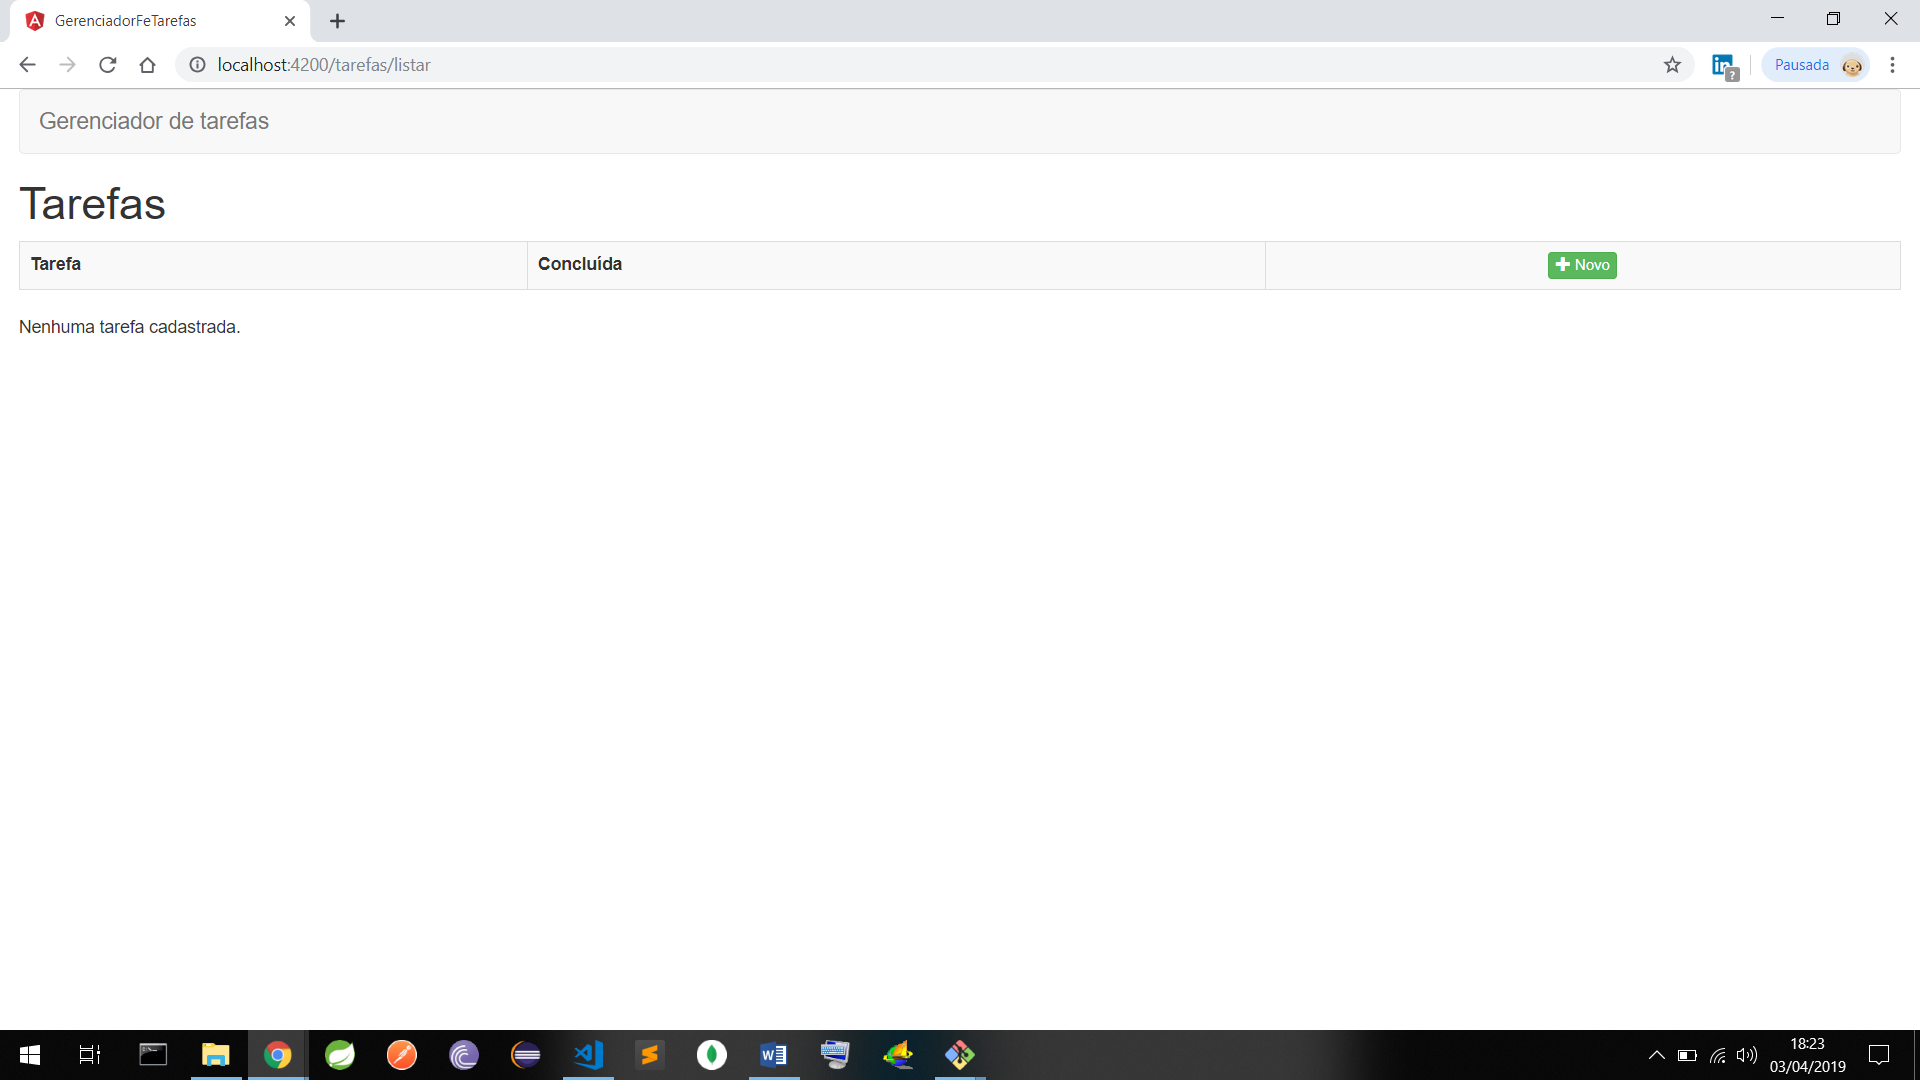 GerenciadorFeTarefas
localhost:4200/tarefas/listar
Pausada
Gerenciador de tarefas
Tarefas
Tarefa Concluída Novo
Nenhuma tarefa cadastrada.
18:23
03/04/2019